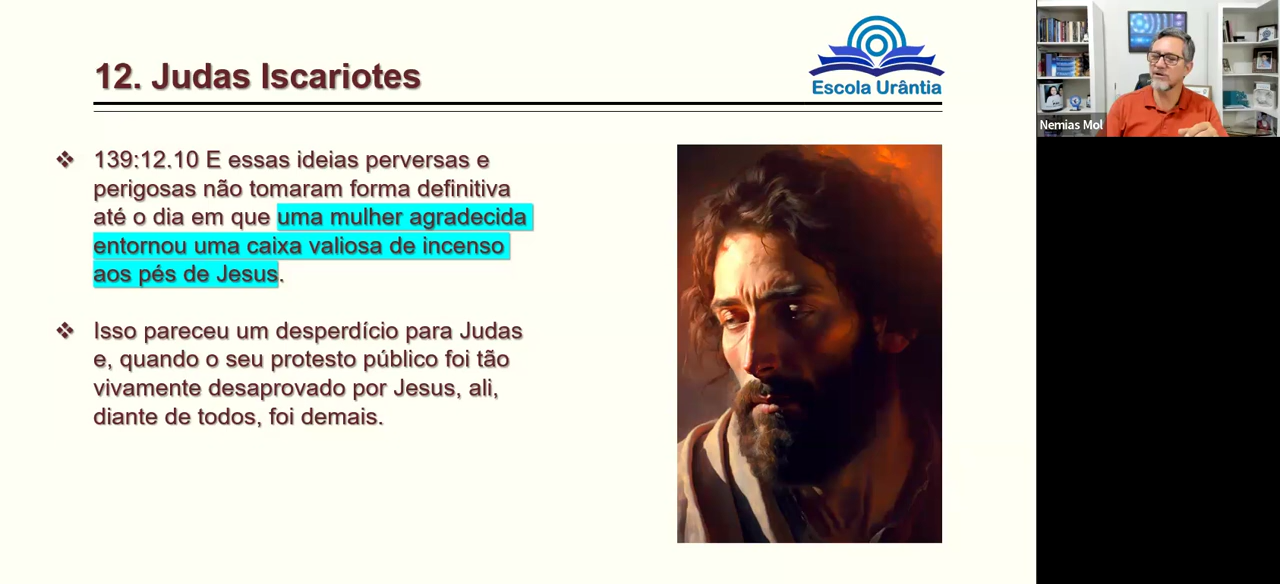 12. Judas Iscariotes
Escola Urântia
139:12.10 E essas ideias perversas e
perigosas não tomaram forma definitiva
até o dia em que uma mulher agradecida
entornou uma caixa valiosa de incenso
aos pés de Jesus.
Isso pareceu um desperdício para Judas
e, quando o seu protesto público foi tão
vivamente desaprovado por Jesus, ali,
diante de todos, foi demais.
Nemias Mol